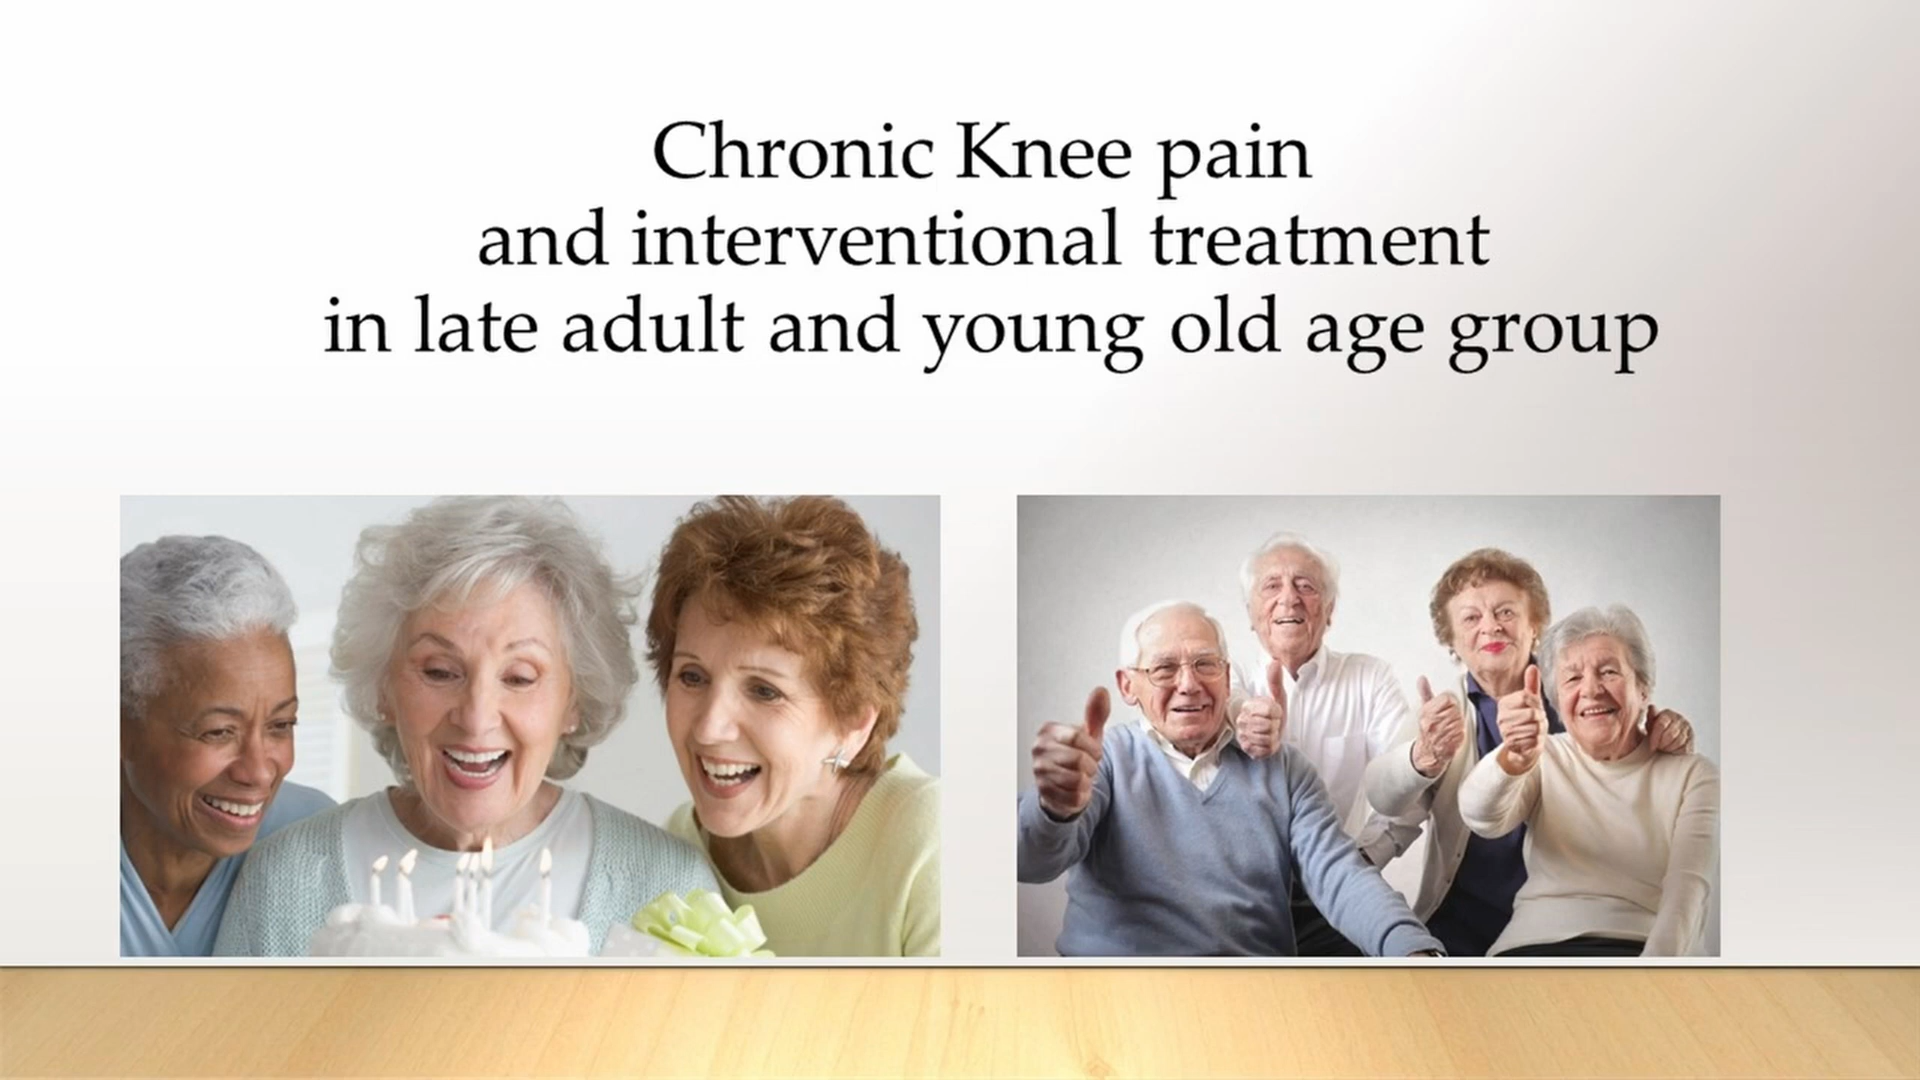 Chronic Knee pain
and interventional treatment
in late adult and young old age group